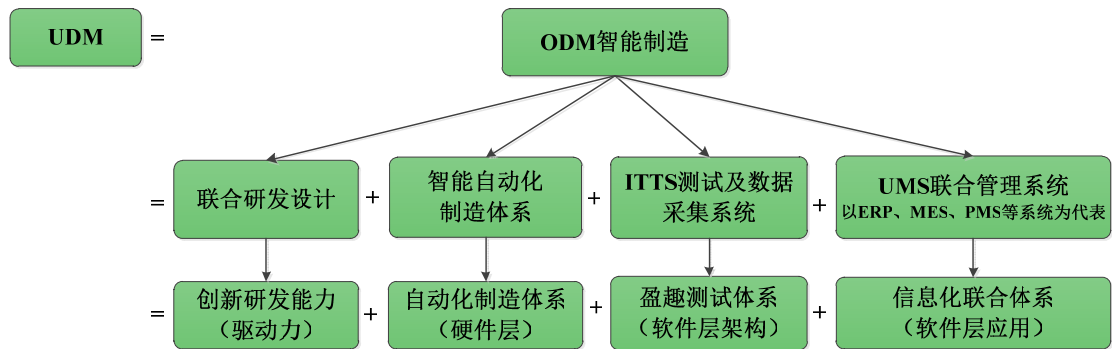 UDM = ODM智能制造
= 联合研发设计 + 智能自动化
制造体系 + ITTS测试及数据
采集系统 + UMS联合管理系统
以ERP、MES、PMS等系统为代表
= 创新研发能力
（驱动力） + 自动化制造体系
（硬件层） + 盈趣测试体系
（软件层架构） + 信息化联合体系
（软件层应用）